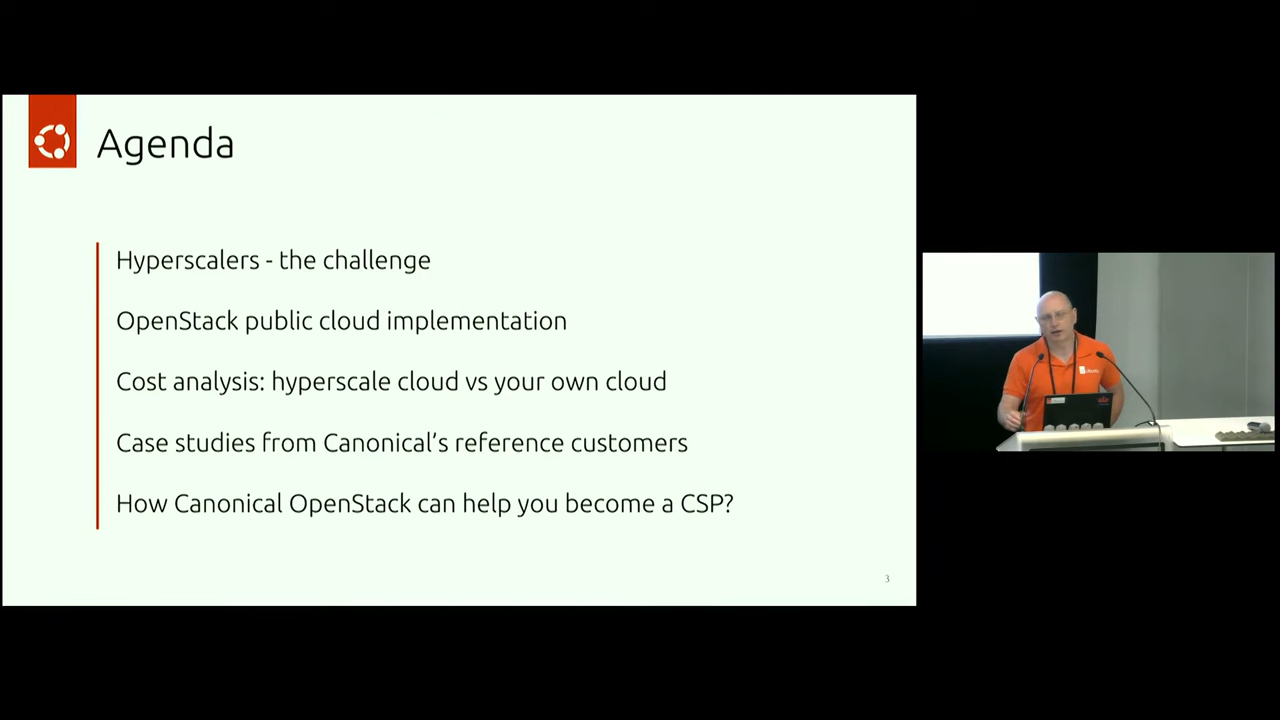 Agenda
Hyperscalers - the challenge
OpenStack public cloud implementation
Cost analysis: hyperscale cloud vs your own cloud
Case studies from Canonical's reference customers
How Canonical OpenStack can help you become a CSP?
3